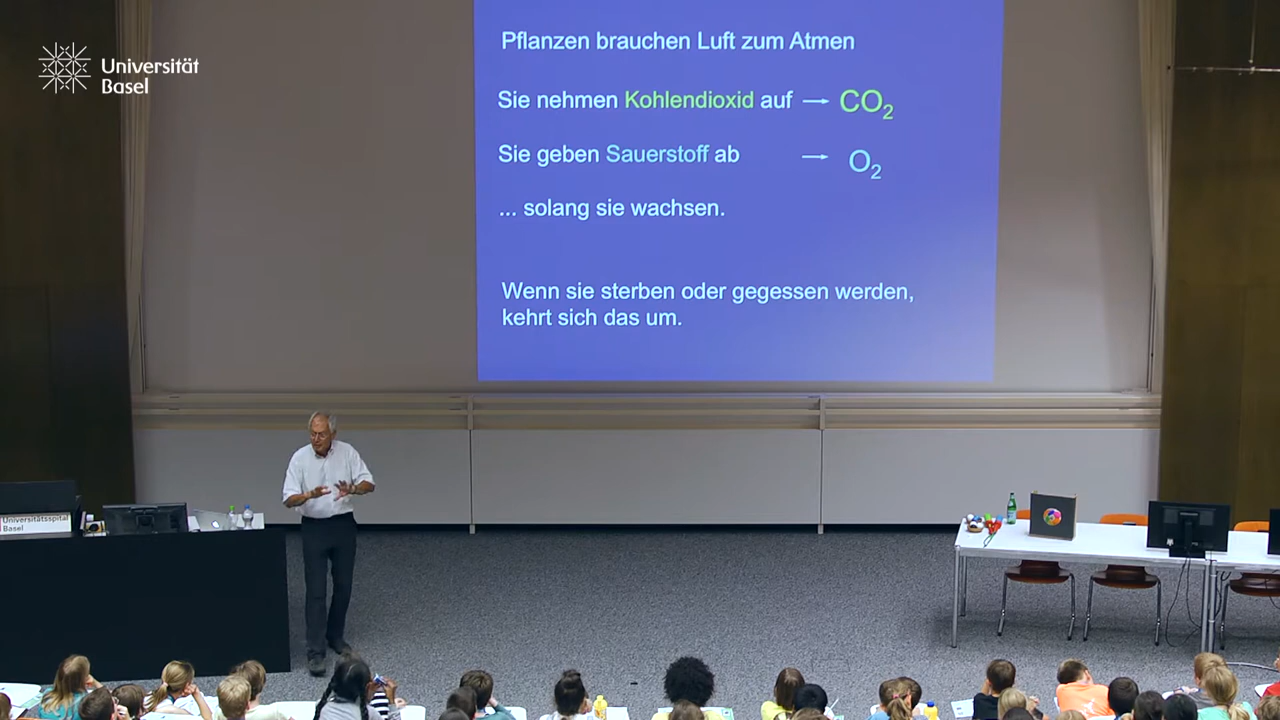 Universität
Basel
Pflanzen brauchen Luft zum Atmen
Sie nehmen Kohlendioxid auf → CO₂
Sie geben Sauerstoff ab → O₂
... solang sie wachsen.
Wenn sie sterben oder gegessen werden,
kehrt sich das um.
Universitätsspital
Basel